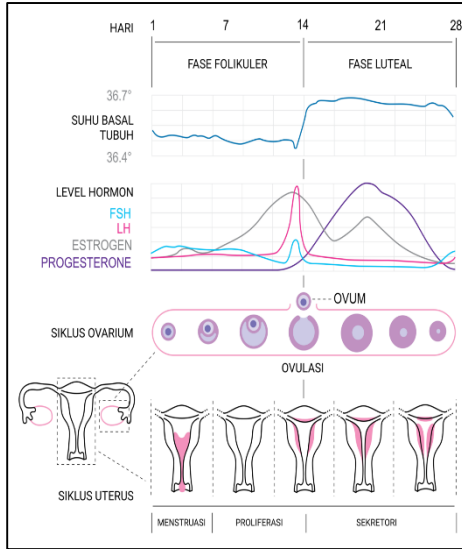 HARI 1 7 14 21 28
FASE FOLIKULER FASE LUTEAL
36.7°
SUHU BASAL
TUBUH
36.4°
LEVEL HORMON
FSH
LH
ESTROGEN
PROGESTERONE
OVUM
SIKLUS OVARIUM
OVULASI
SIKLUS UTERUS
MENSTRUASI PROLIFERASI SEKRETORI